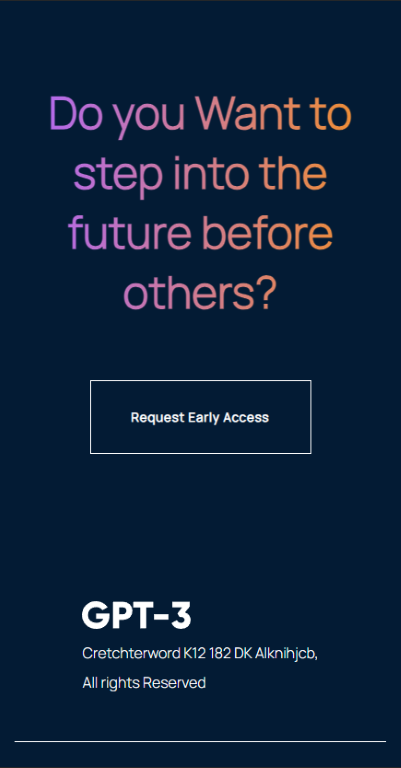 Do you Want to
step into the
future before
others?
Request Early Access
GPT-3
Cretchterword K12 182 DK Alknihjcb,
All rights Reserved